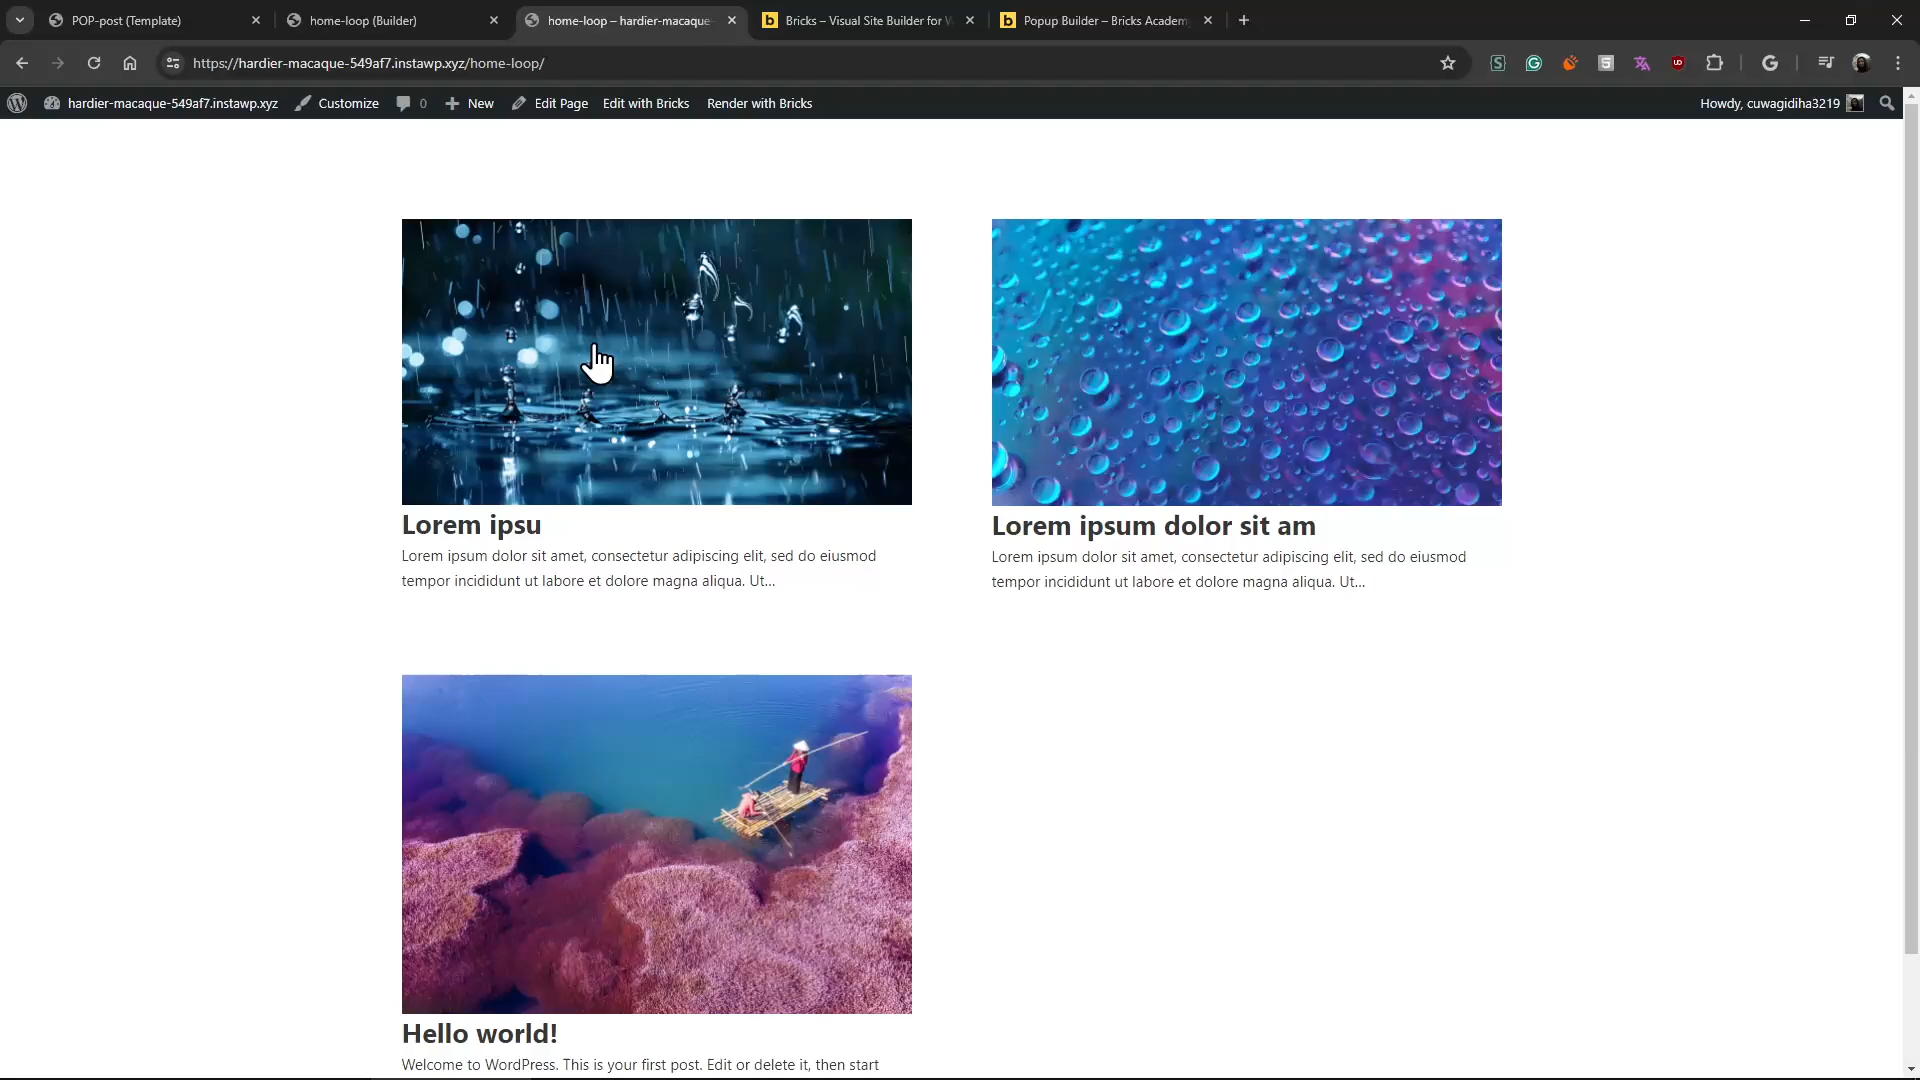 POP-post (Template)
home-loop (Builder)
home-loop – hardier-macaque-
Bricks – Visual Site Builder for W
Popup Builder – Bricks Academ
https://hardier-macaque-549af7.instawp.xyz/home-loop/
hardier-macaque-549af7.instawp.xyz
Customize
0
New
Edit Page
Edit with Bricks
Render with Bricks
Howdy, cuwagidiha3219
Lorem ipsu
Lorem ipsum dolor sit amet, consectetur adipiscing elit, sed do eiusmod
tempor incididunt ut labore et dolore magna aliqua. Ut...
Lorem ipsum dolor sit am
Lorem ipsum dolor sit amet, consectetur adipiscing elit, sed do eiusmod
tempor incididunt ut labore et dolore magna aliqua. Ut...
Hello world!
Welcome to WordPress. This is your first post. Edit or delete it, then start